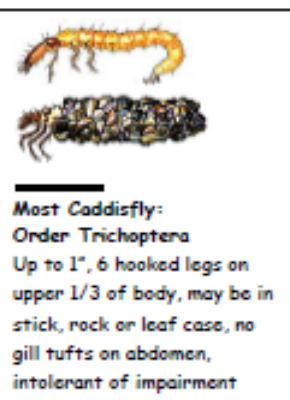 Most Caddisfly:
Order Trichoptera
Up to 1", 6 hooked legs on
upper 1/3 of body, may be in
stick, rock or leaf case, no
gill tufts on abdomen,
intolerant of impairment